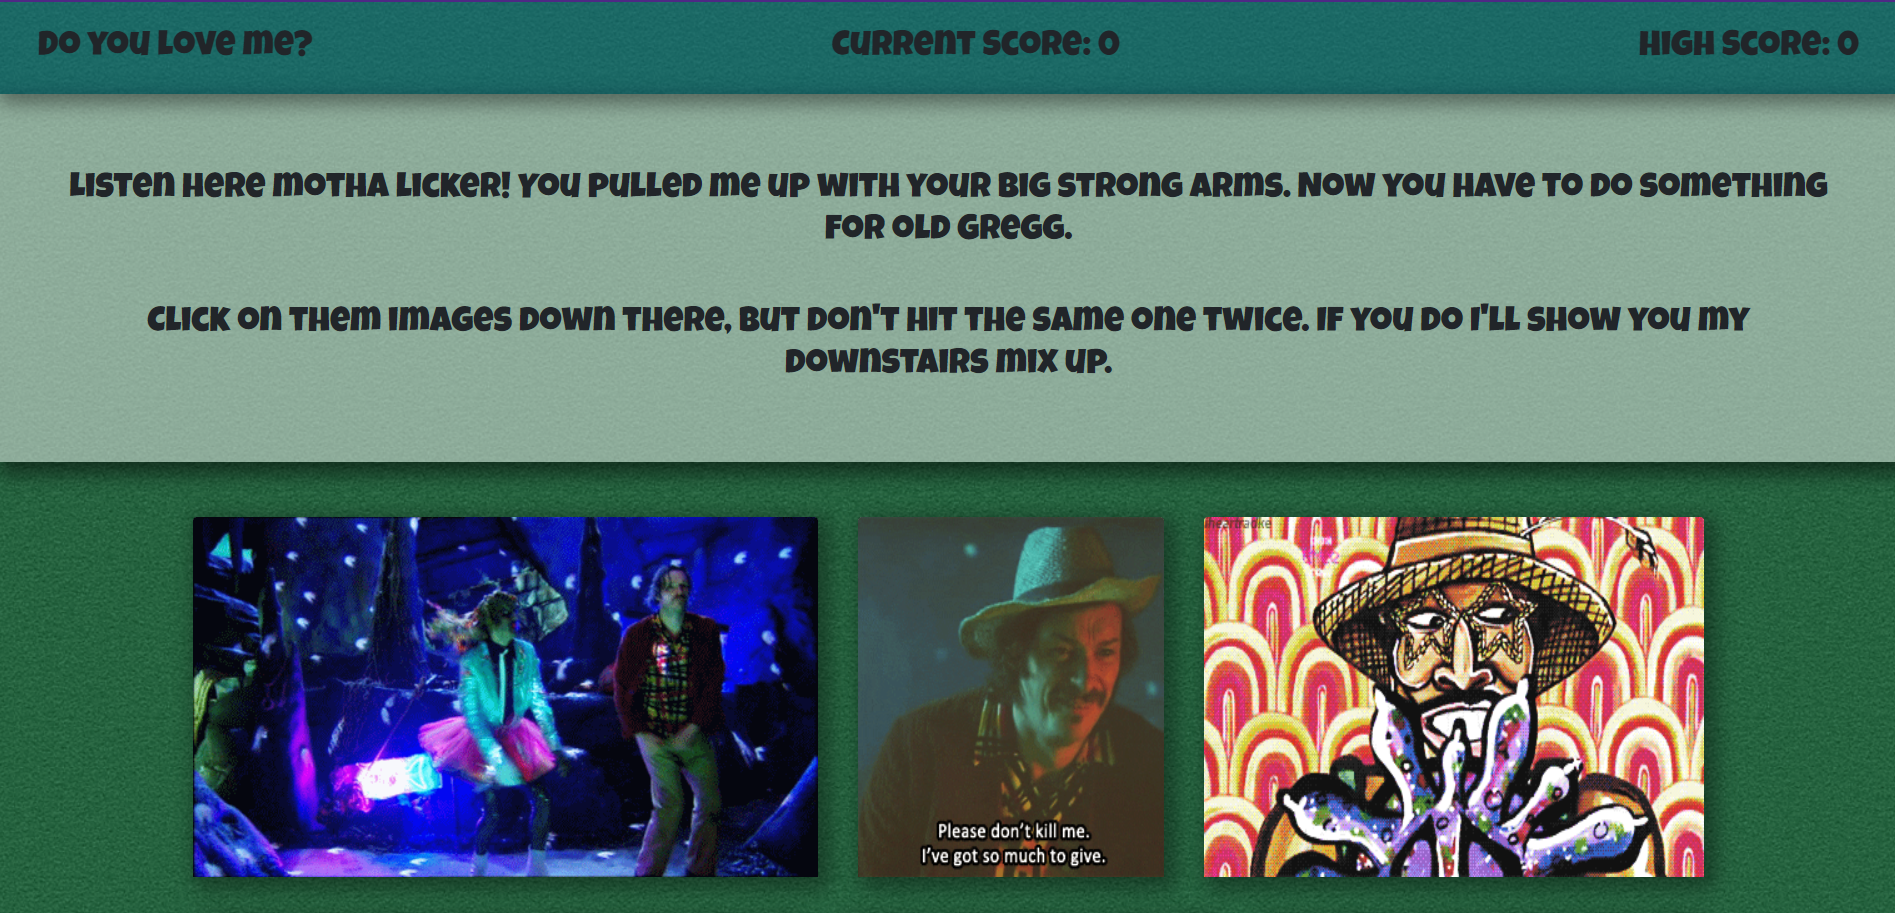 Do you love me?
Current Score: 0
High Score: 0
Listen here motha licker! You pulled me up with your big strong arms. Now you have to do something
for Old Gregg.
Click on them images down there, but don't hit the same one twice. If you do I'll show you my
downstairs mix up.
iheartradke
Please don't kill me.
I've got so much to give.